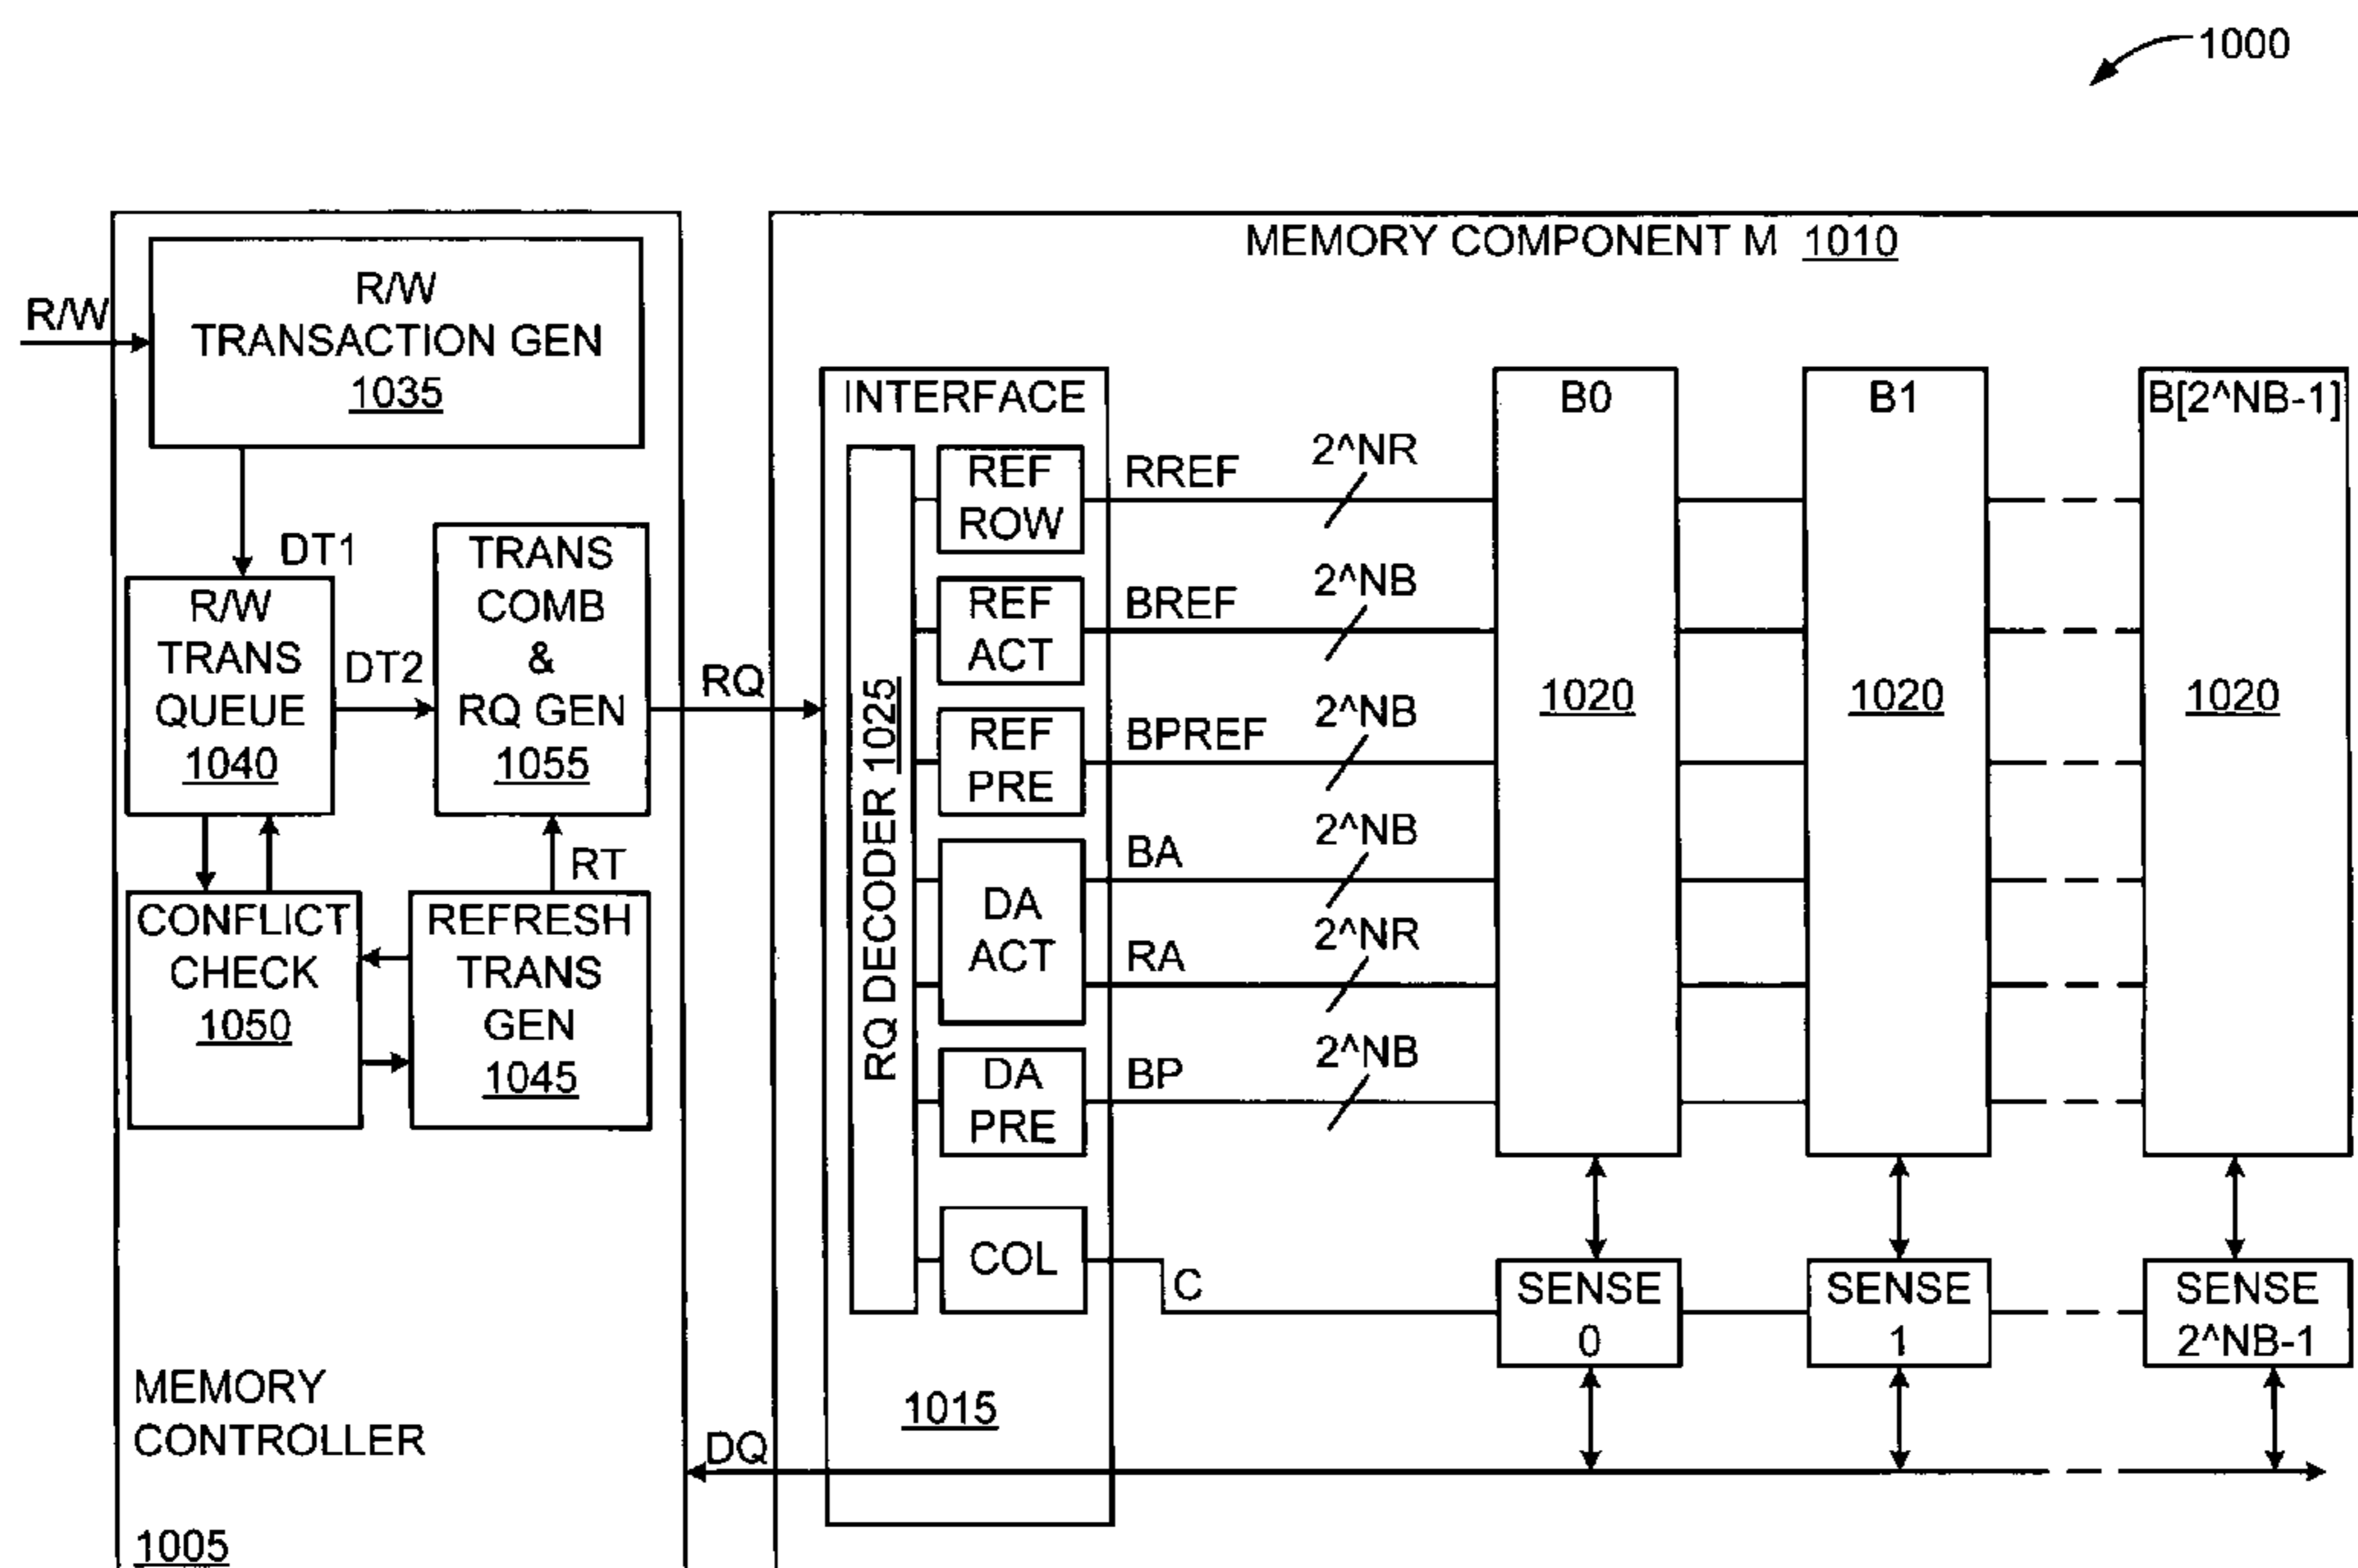 1000
MEMORY COMPONENT M 1010
R/W
R/W
TRANSACTION GEN
1035
DT1
R/W
TRANS
QUEUE
1040
DT2
TRANS
COMB
&
RQ GEN
1055
RT
CONFLICT
CHECK
1050
REFRESH
TRANS
GEN
1045
MEMORY
CONTROLLER
1005
RQ
DQ
INTERFACE
RQ DECODER 1025
REF
ROW
REF
ACT
REF
PRE
DA
ACT
DA
PRE
COL
1015
RREF
2^NR
BREF
2^NB
BPREF
2^NB
BA
2^NB
RA
2^NR
BP
2^NB
C
B0
1020
B1
1020
B[2^NB-1]
1020
SENSE
0
SENSE
1
SENSE
2^NB-1